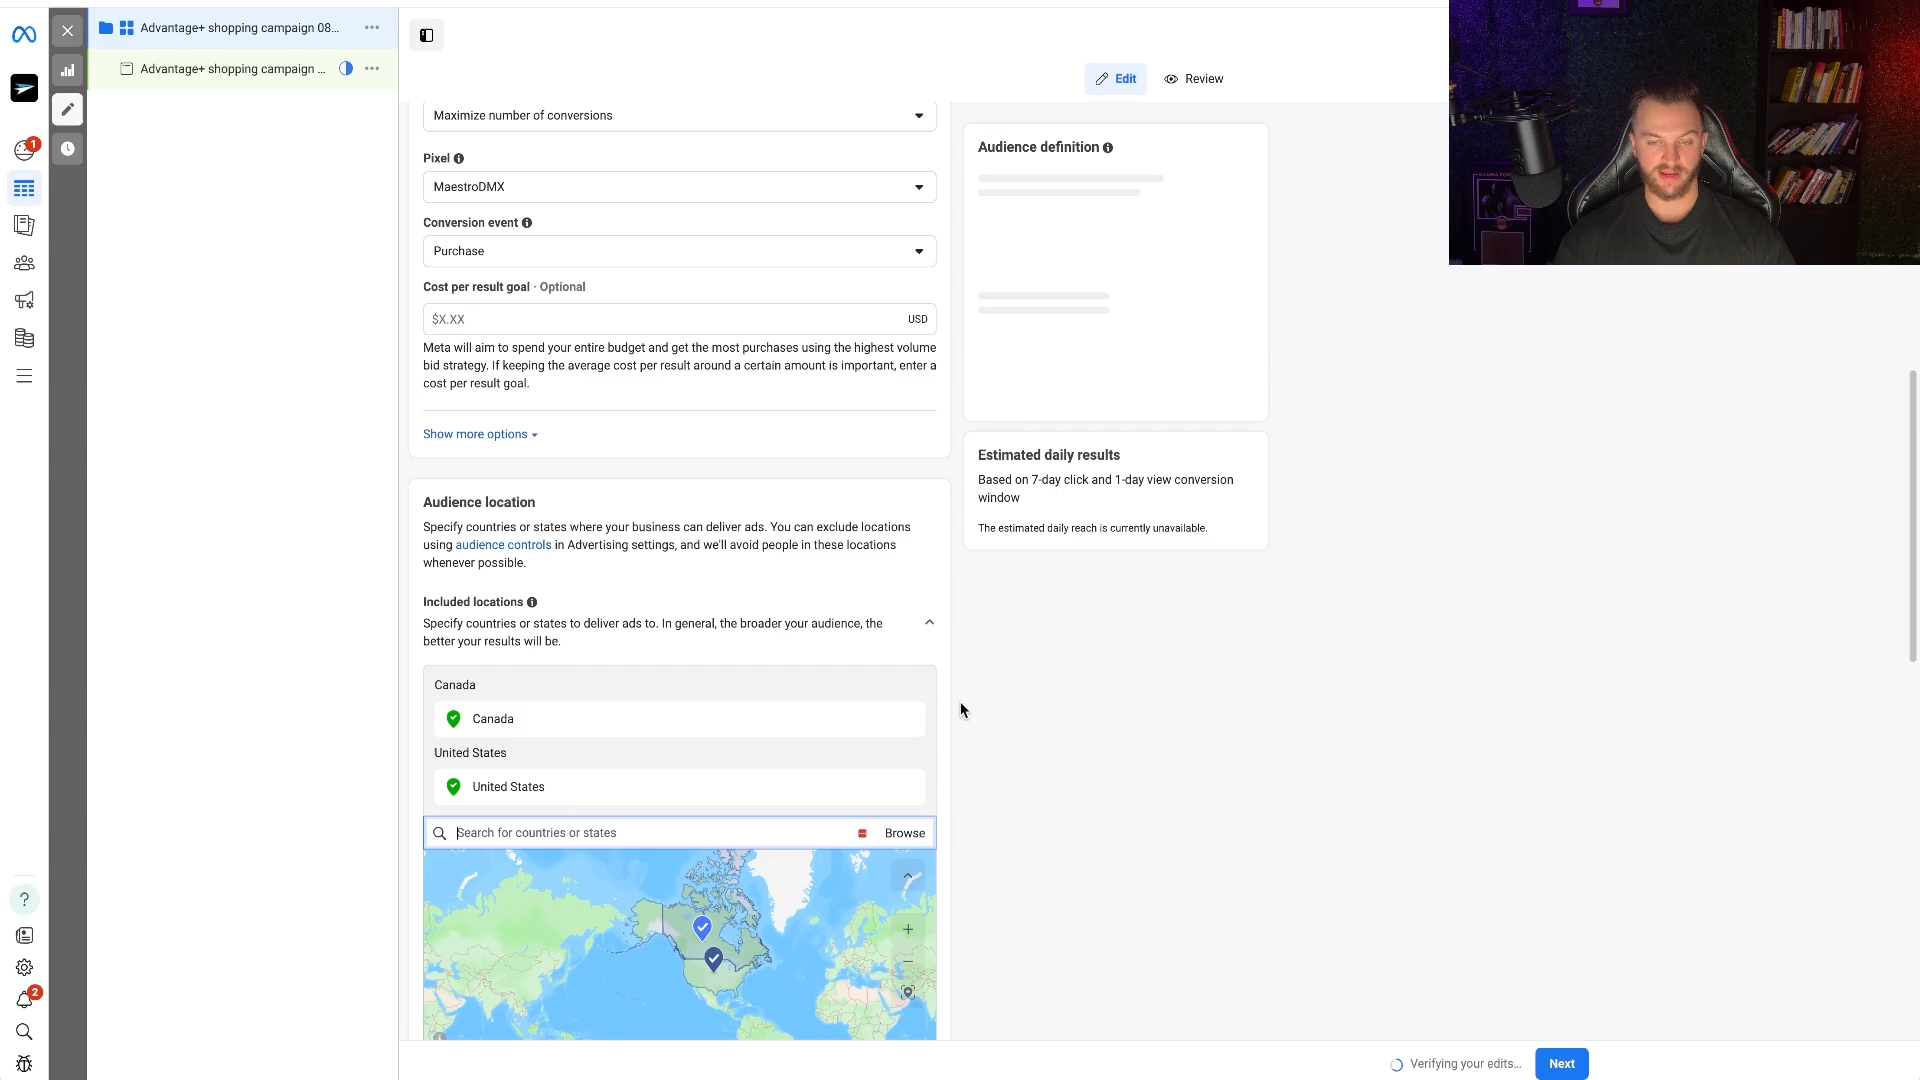 Advantage+ shopping campaign 08...
Advantage+ shopping campaign ...
1
Edit
Review
Maximize number of conversions
Pixel
MaestroDMX
Conversion event
Purchase
Cost per result goal · Optional
$X.XX
USD
Meta will aim to spend your entire budget and get the most purchases using the highest volume
bid strategy. If keeping the average cost per result around a certain amount is important, enter a
cost per result goal.
Show more options
Audience location
Specify countries or states where your business can deliver ads. You can exclude locations
using audience controls in Advertising settings, and we'll avoid people in these locations
whenever possible.
Included locations
Specify countries or states to deliver ads to. In general, the broader your audience, the
better your results will be.
Canada
Canada
United States
United States
Search for countries or states
Browse
Audience definition
Estimated daily results
Based on 7-day click and 1-day view conversion
window
The estimated daily reach is currently unavailable.
?
2
Verifying your edits...
Next